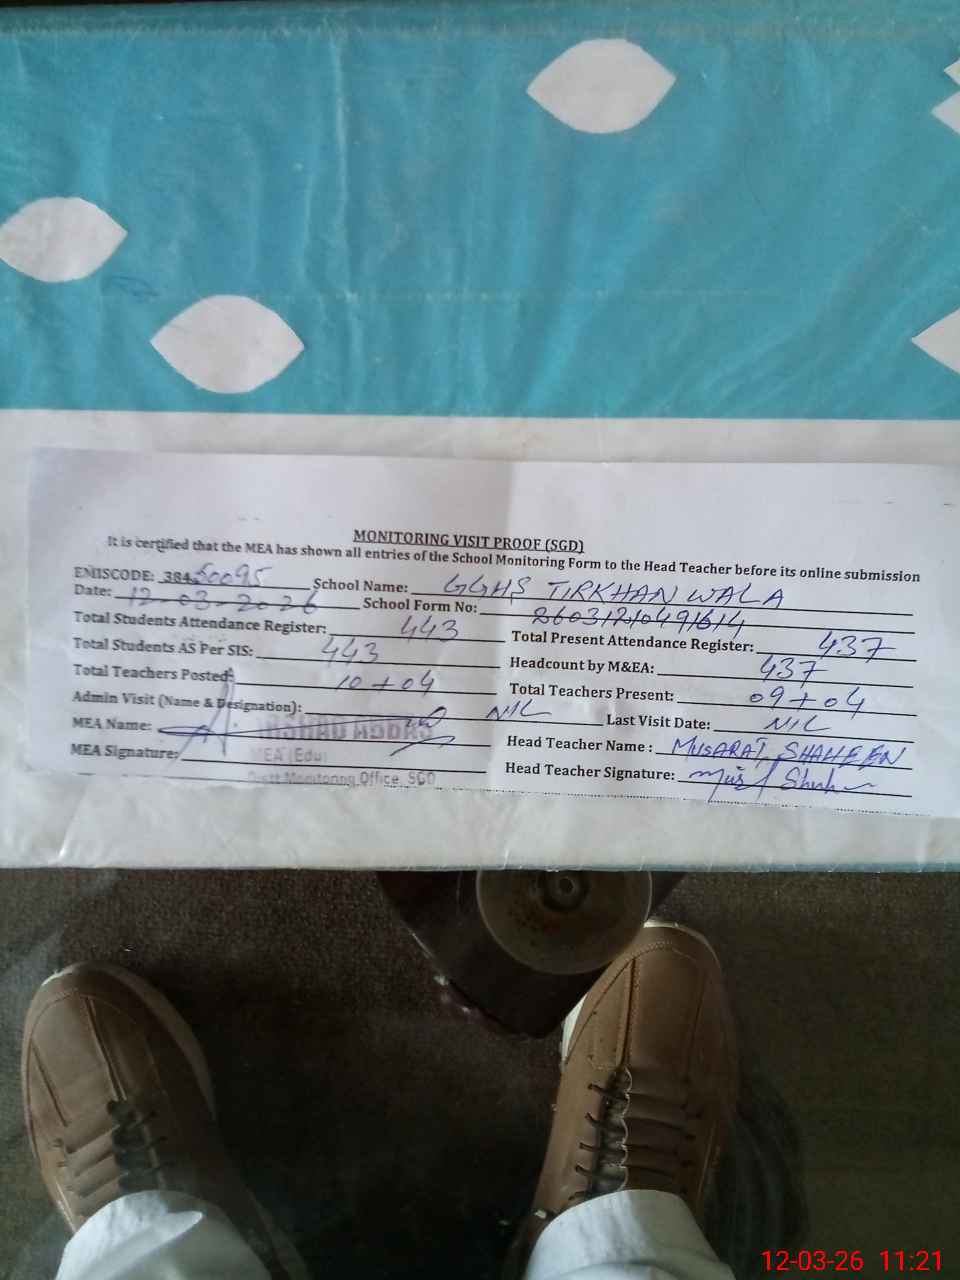 MONITORING VISIT PROOF (SGD)
It is certified that the MEA has shown all entries of the School Monitoring Form to the Head Teacher before its online submission
EMISCODE: 38450095 School Name: GGHS TIRKHAN WALA
Date: 12-03-2026 School Form No:
Total Students Attendance Register: 443 Total Present Attendance Register: 437
Total Students AS Per SIS: 443 Headcount by M&EA: 437
Total Teachers Posted: 10+04 Total Teachers Present: 09+04
Admin Visit (Name & Designation): NIL Last Visit Date: NIL
MEA Name: IRSHAD ABBAS Head Teacher Name : MUSARAT SHAHEEN
MEA (Edu)
MEA Signature: Head Teacher Signature:
Distt Monitoring Office, SGD
12-03-26 11:21